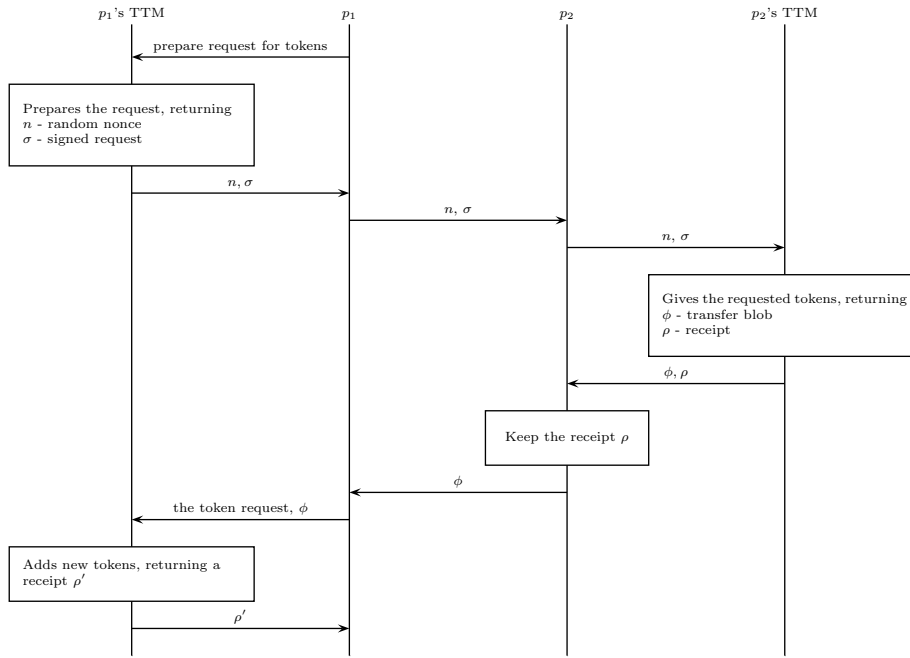 p₁'s TTM
p₁
p₂
p₂'s TTM
prepare request for tokens
Prepares the request, returning
n - random nonce
σ - signed request
n, σ
n, σ
n, σ
Gives the requested tokens, returning
ϕ - transfer blob
ρ - receipt
ϕ, ρ
Keep the receipt ρ
ϕ
the token request, ϕ
Adds new tokens, returning a
receipt ρ′
ρ′